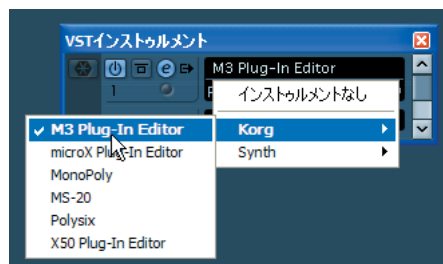 VSTインストゥルメント
e
M3 Plug-In Editor
1
インストゥルメントなし
✓ M3 Plug-In Editor
Korg
microX Plug-In Editor
Synth
MonoPoly
MS-20
Polysix
X50 Plug-In Editor